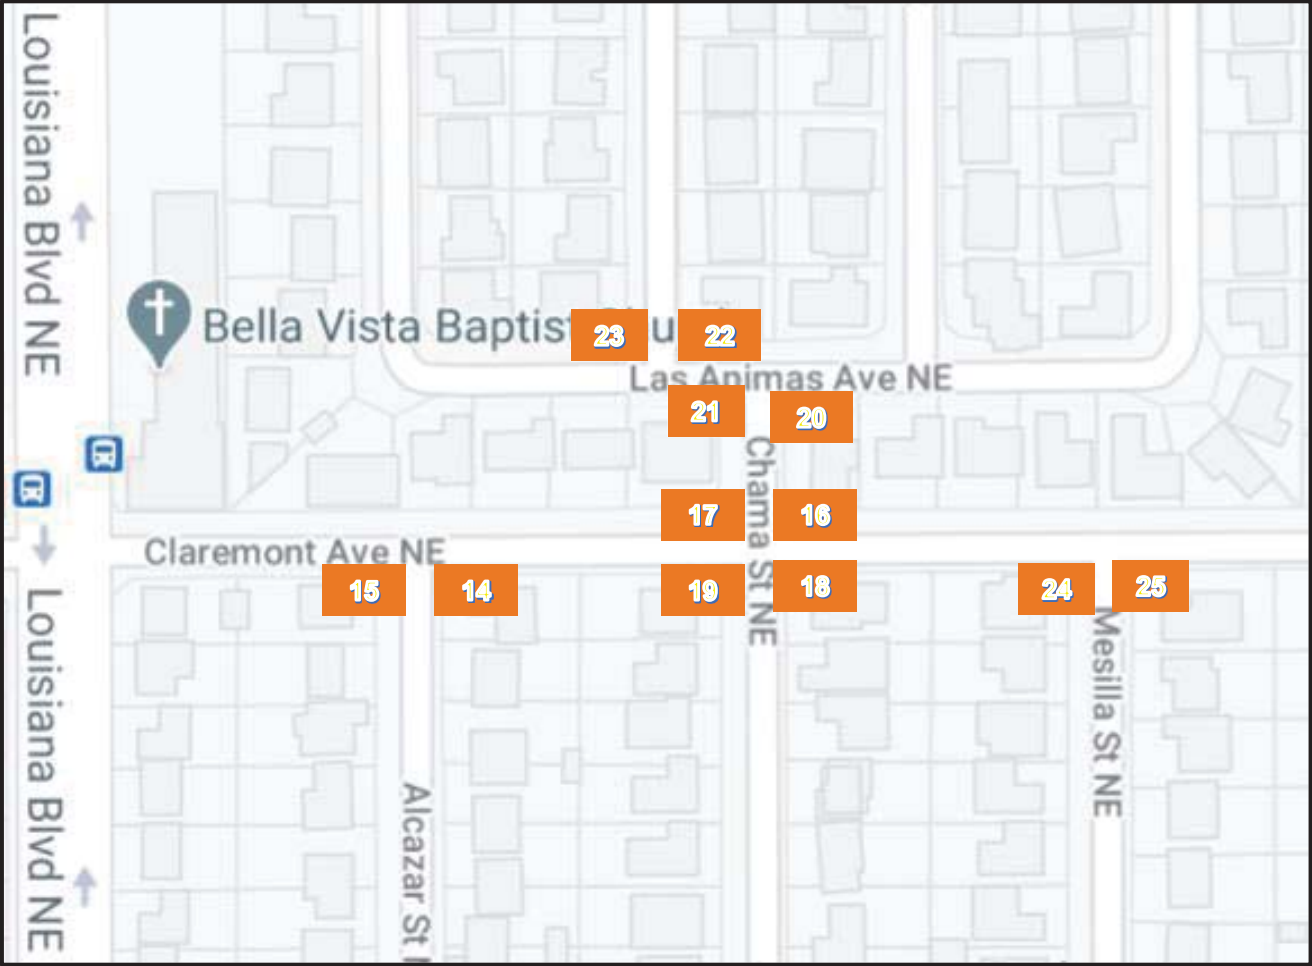 Louisiana Blvd NE
Bella Vista Baptist Chu
23
22
Las Animas Ave NE
21
20
Chama St NE
17
16
Claremont Ave NE
15
14
19
18
24
25
Louisiana Blvd NE
Mesilla St NE
Alcazar St